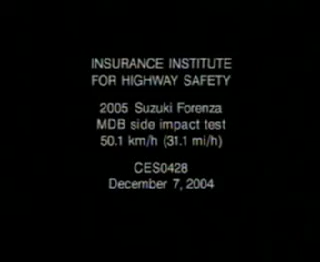 INSURANCE INSTITUTE
FOR HIGHWAY SAFETY
2005 Suzuki Forenza
MDB side impact test
50.1 km/h (31.1 mi/h)
CES0428
December 7, 2004